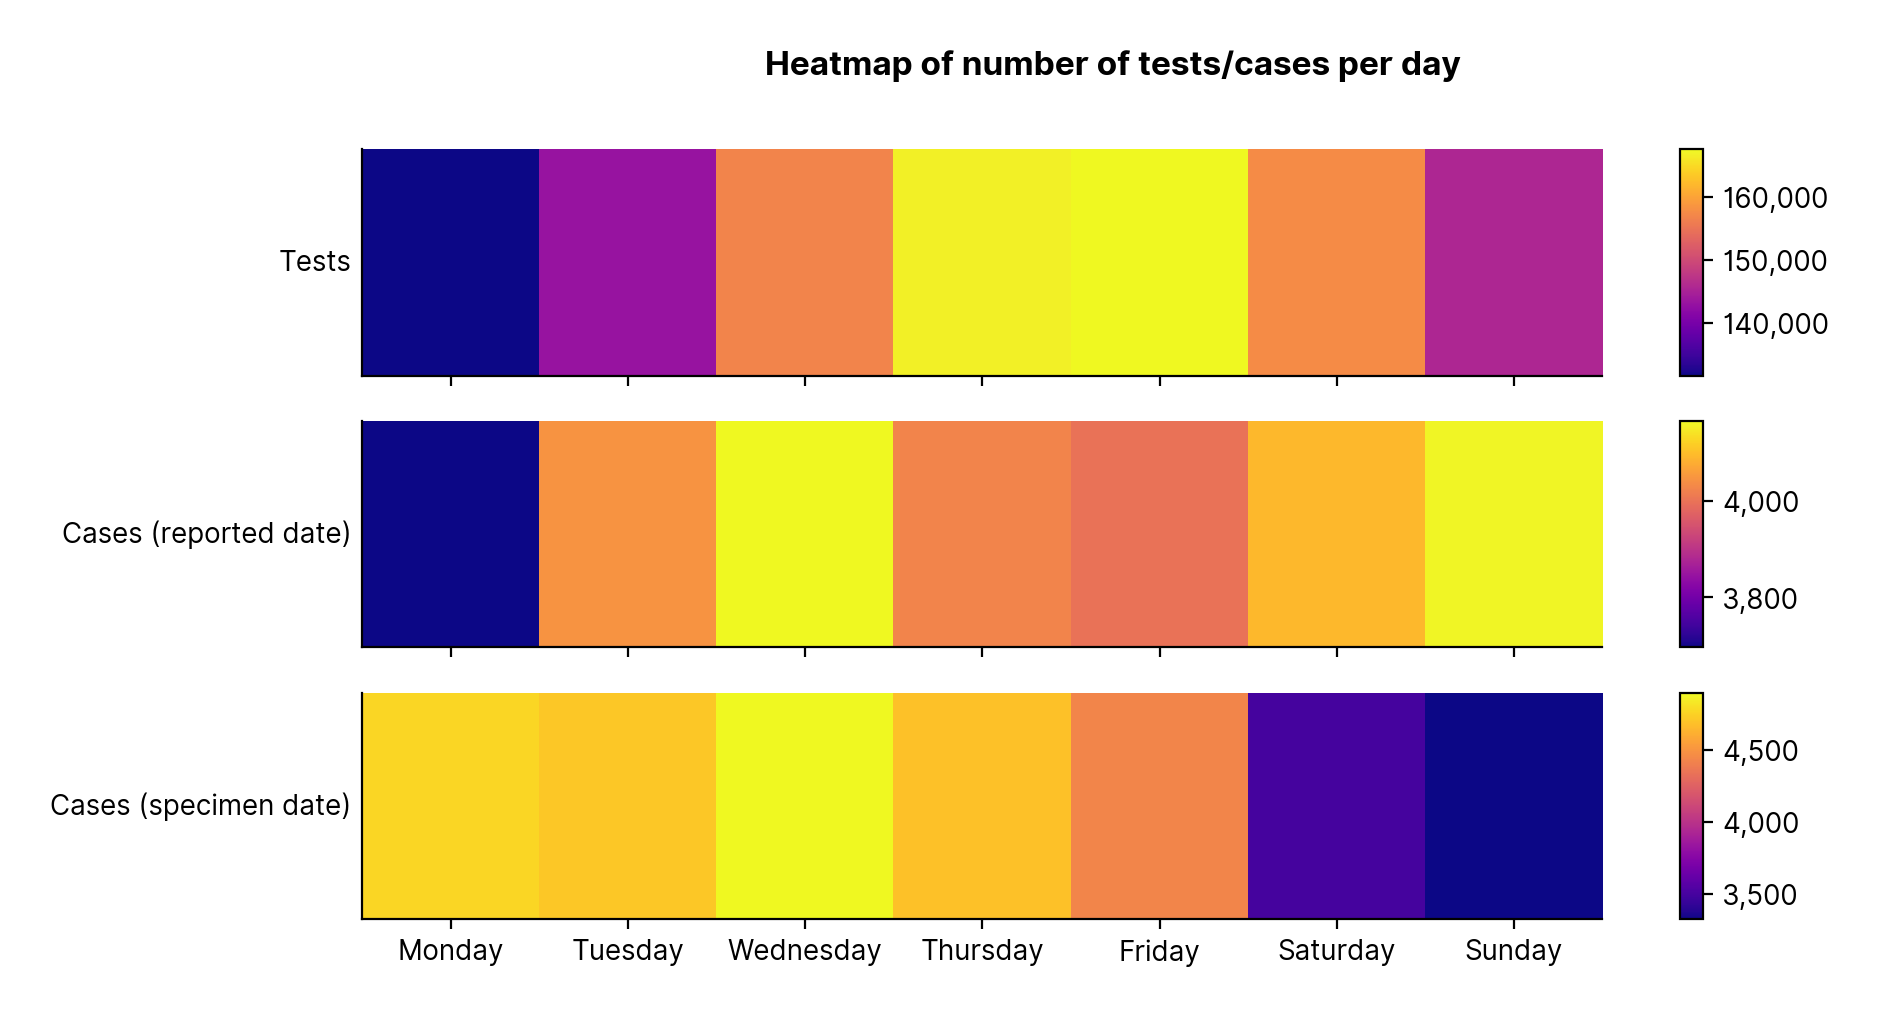 Heatmap of number of tests/cases per day
Tests
160,000
150,000
140,000
Cases (reported date)
4,000
3,800
Cases (specimen date)
4,500
4,000
3,500
Monday Tuesday Wednesday Thursday Friday Saturday Sunday